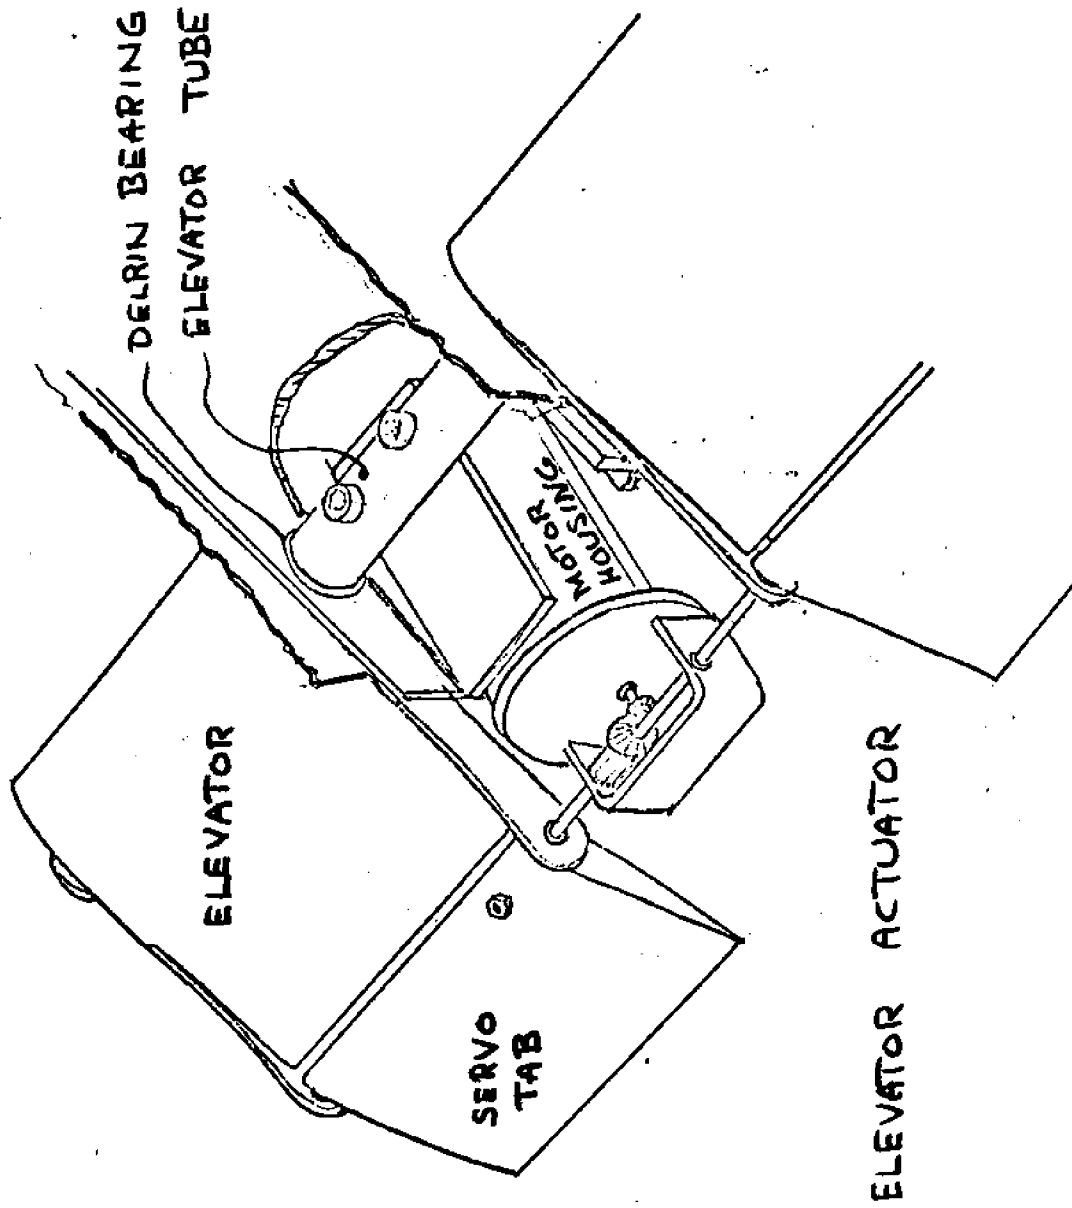 DELRIN BEARING
ELEVATOR TUBE
MOTOR
HOUSING
ELEVATOR
SERVO
TAB
ELEVATOR ACTUATOR